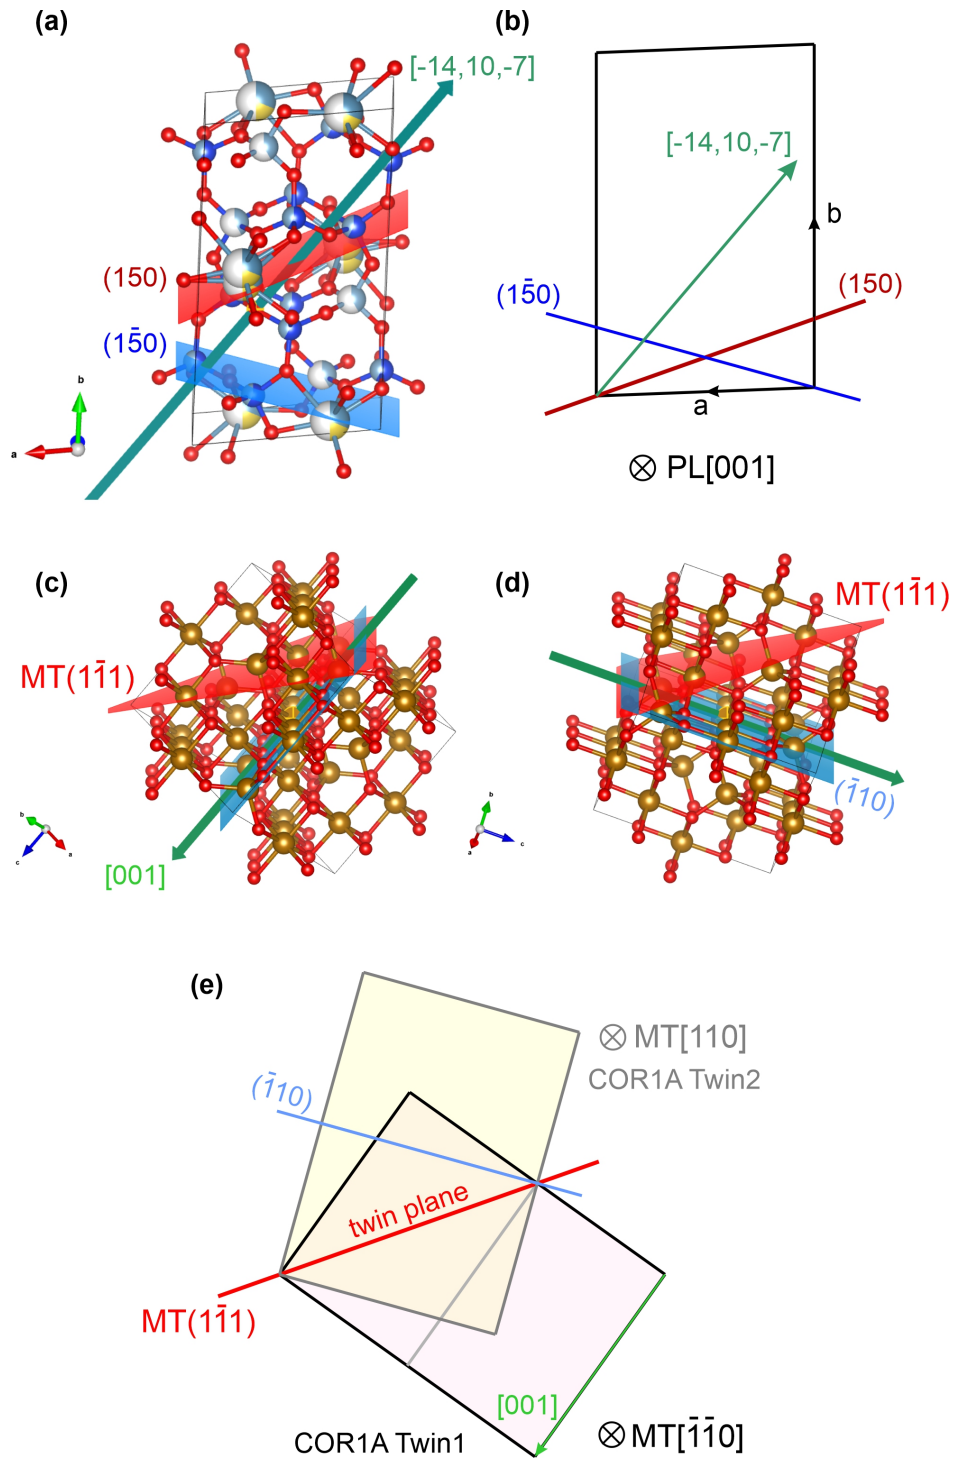 (a)
[-14,10,-7]
(150)
(15̄0)
b
a
(b)
[-14,10,-7]
b
(15̄0)
(150)
a
⊗ PL[001]
(c)
MT(11̄1)
b
c
a
[001]
(d)
MT(11̄1)
b
c
a
(1̄10)
(e)
⊗ MT[110]
COR1A Twin2
(1̄10)
twin plane
MT(11̄1)
[001]
COR1A Twin1
⊗ MT[1̄1̄0]